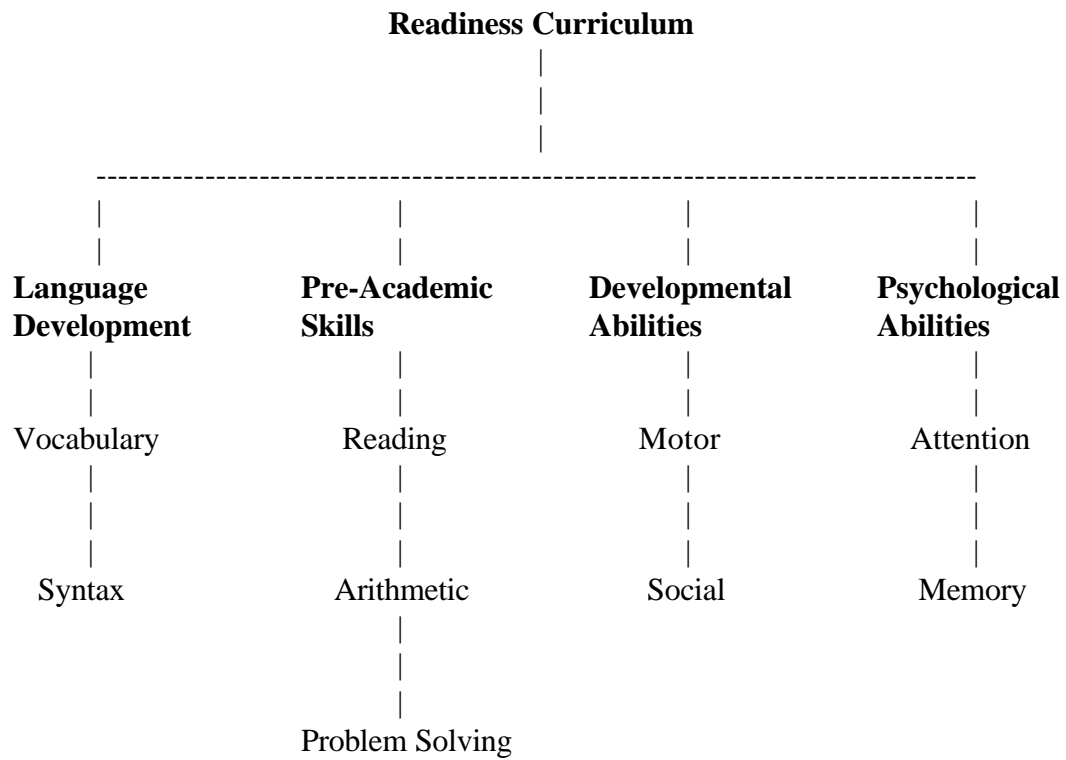 Readiness Curriculum
Language Development
Pre-Academic Skills
Developmental Abilities
Psychological Abilities
Vocabulary
Reading
Motor
Attention
Syntax
Arithmetic
Social
Memory
Problem Solving